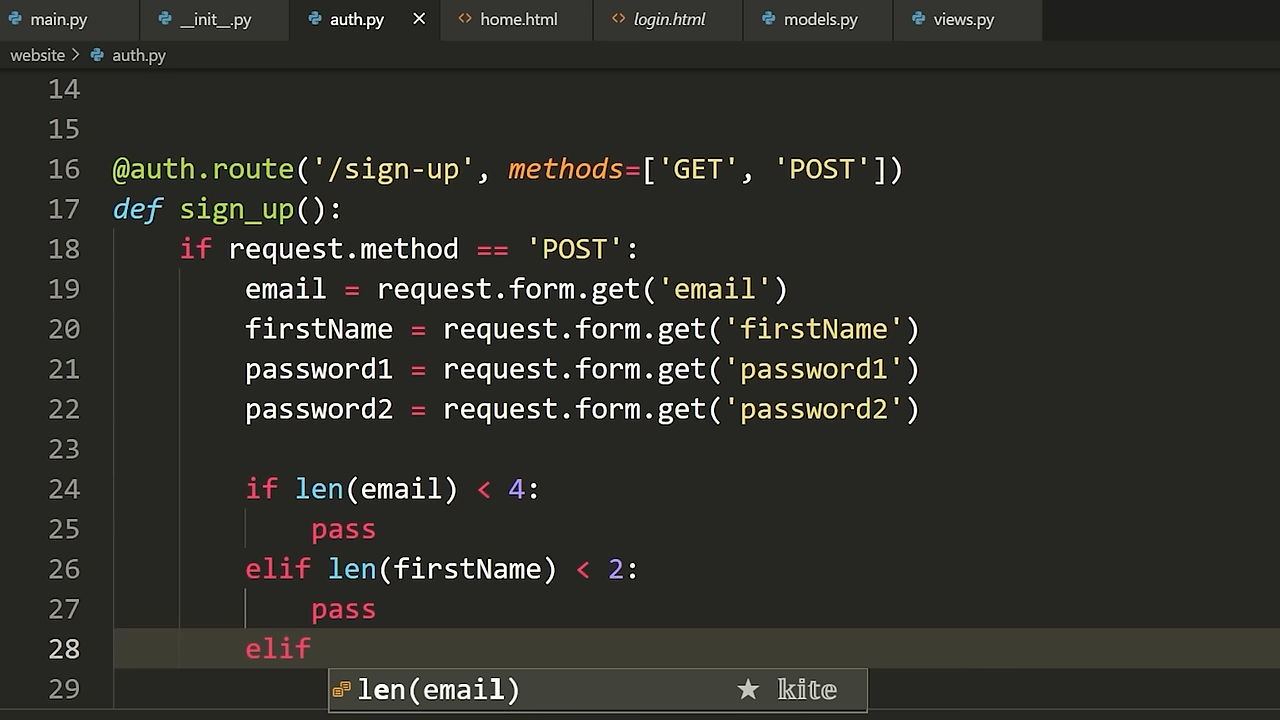 main.py __init__.py auth.py × home.html login.html models.py views.py
website > auth.py
14
15
16 @auth.route('/sign-up', methods=['GET', 'POST'])
17 def sign_up():
18 if request.method == 'POST':
19 email = request.form.get('email')
20 firstName = request.form.get('firstName')
21 password1 = request.form.get('password1')
22 password2 = request.form.get('password2')
23
24 if len(email) < 4:
25 pass
26 elif len(firstName) < 2:
27 pass
28 elif
29 len(email) ★ kite